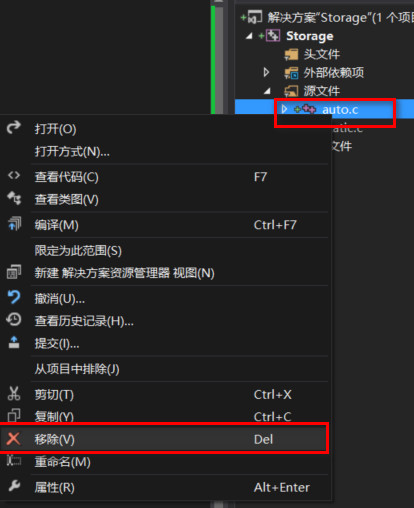 解决方案"Storage"(1 个项目
Storage
头文件
外部依赖项
源文件
auto.c
atic.c
文件
打开(O)
打开方式(N)...
查看代码(C) F7
查看类图(V)
编译(M) Ctrl+F7
限定为此范围(S)
新建 解决方案资源管理器 视图(N)
撤消(U)...
查看历史记录(H)...
提交(I)...
从项目中排除(J)
剪切(T) Ctrl+X
复制(Y) Ctrl+C
移除(V) Del
重命名(M)
属性(R) Alt+Enter